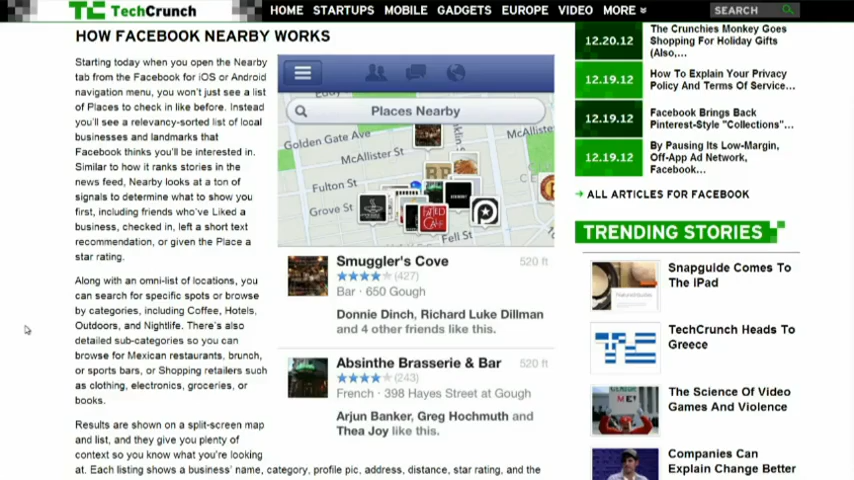 TechCrunch
HOME STARTUPS MOBILE GADGETS EUROPE VIDEO MORE
SEARCH
HOW FACEBOOK NEARBY WORKS
Starting today when you open the Nearby
tab from the Facebook for iOS or Android
navigation menu, you won't just see a list
of Places to check in like before. Instead
you'll see a relevancy-sorted list of local
businesses and landmarks that
Facebook thinks you'll be interested in.
Similar to how it ranks stories in the
news feed, Nearby looks at a ton of
signals to determine what to show you
first, including friends who've Liked a
business, checked in, left a short text
recommendation, or given the Place a
star rating.
Along with an omni-list of locations, you
can search for specific spots or browse
by categories, including Coffee, Hotels,
Outdoors, and Nightlife. There's also
detailed sub-categories so you can
browse for Mexican restaurants, brunch,
or sports bars, or Shopping retailers such
as clothing, electronics, groceries, or
books.
Results are shown on a split-screen map
and list, and they give you plenty of
context so you know what you're looking
at. Each listing shows a business' name, category, profile pic, address, distance, star rating, and the
Places Nearby
Golden Gate Ave
McAllister St
McAllister
Fulton St
Grove St
Fell St
Smuggler's Cove
520 ft
(427)
Bar · 650 Gough
Donnie Dinch, Richard Luke Dillman
and 4 other friends like this.
Absinthe Brasserie & Bar
520 ft
(243)
French · 398 Hayes Street at Gough
Arjun Banker, Greg Hochmuth and
Thea Joy like this.
12.20.12
The Crunchies Monkey Goes
Shopping For Holiday Gifts
(Also,...
12.19.12
How To Explain Your Privacy
Policy And Terms Of Service...
12.19.12
Facebook Brings Back
Pinterest-Style "Collections"...
12.19.12
By Pausing Its Low-Margin,
Off-App Ad Network,
Facebook...
ALL ARTICLES FOR FACEBOOK
TRENDING STORIES
Snapguide Comes To
The iPad
TechCrunch Heads To
Greece
The Science Of Video
Games And Violence
Companies Can
Explain Change Better